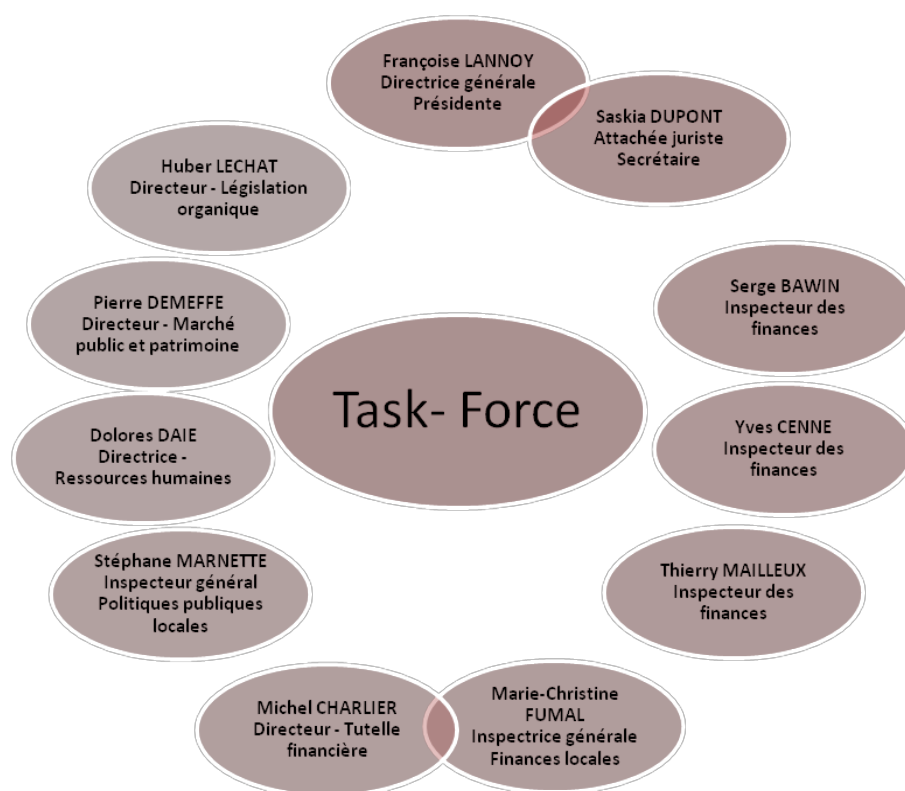 Françoise LANNOY
Directrice générale
Présidente
Saskia DUPONT
Attachée juriste
Secrétaire
Huber LECHAT
Directeur - Législation
organique
Serge BAWIN
Inspecteur des
finances
Pierre DEMEFFE
Directeur - Marché
public et patrimoine
Task- Force
Yves CENNE
Inspecteur des
finances
Dolores DAIE
Directrice -
Ressources humaines
Stéphane MARNETTE
Inspecteur général
Politiques publiques
locales
Thierry MAILLEUX
Inspecteur des
finances
Michel CHARLIER
Directeur - Tutelle
financière
Marie-Christine
FUMAL
Inspectrice générale
Finances locales